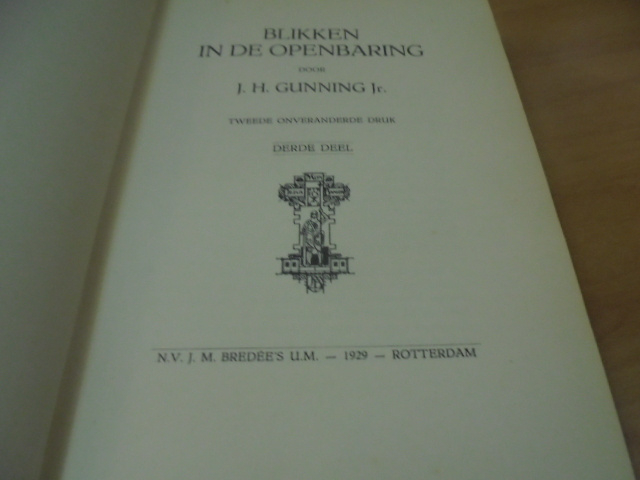 BLIKKEN
IN DE OPENBARING
DOOR
J. H. GUNNING Jr.
TWEEDE ONVERANDERDE DRUK
DERDE DEEL
N.V. J. M. BREDÉE'S U.M. — 1929 — ROTTERDAM